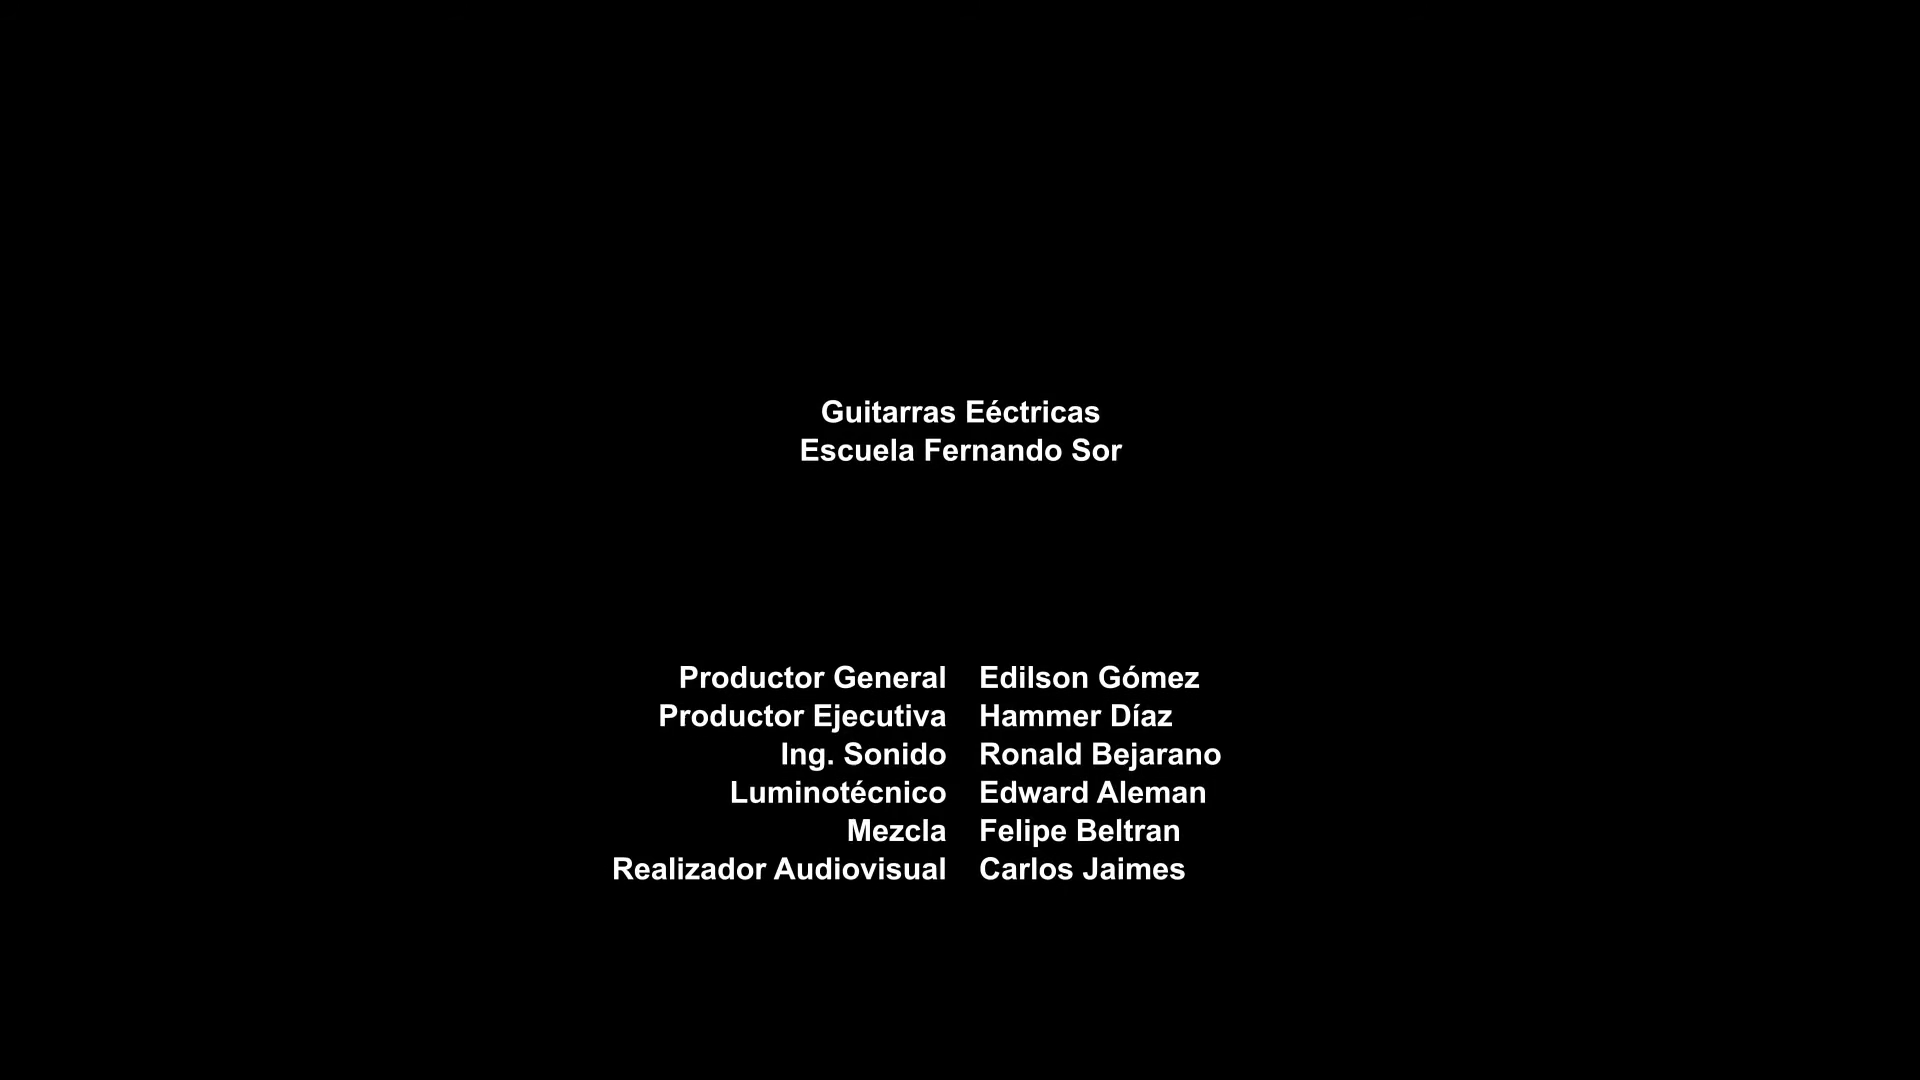 Guitarras Eéctricas
Escuela Fernando Sor
Productor General Edilson Gómez
Productor Ejecutiva Hammer Díaz
Ing. Sonido Ronald Bejarano
Luminotécnico Edward Aleman
Mezcla Felipe Beltran
Realizador Audiovisual Carlos Jaimes